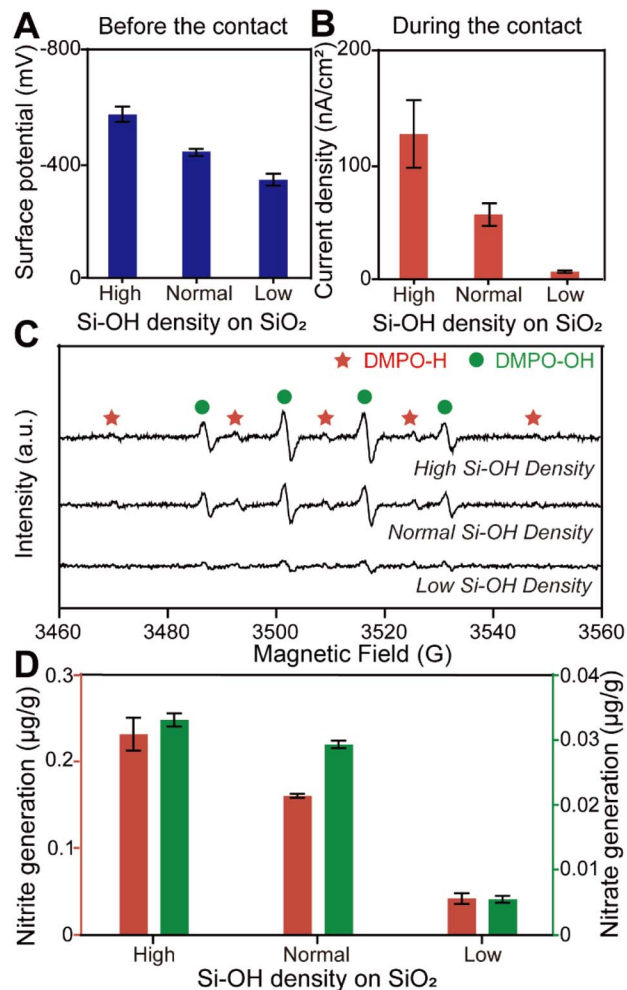 A Before the contact
Surface potential (mV)
-800
-400
0
High Normal Low
Si-OH density on SiO₂
B During the contact
Current density (nA/cm²)
200
100
0
High Normal Low
Si-OH density on SiO₂
C
Intensity (a.u.)
DMPO-H DMPO-OH
High Si-OH Density
Normal Si-OH Density
Low Si-OH Density
3460 3480 3500 3520 3540 3560
Magnetic Field (G)
D
Nitrite generation (μg/g)
0.3
0.2
0.1
0
Nitrate generation (μg/g)
0.04
0.03
0.02
0.01
0
High Normal Low
Si-OH density on SiO₂